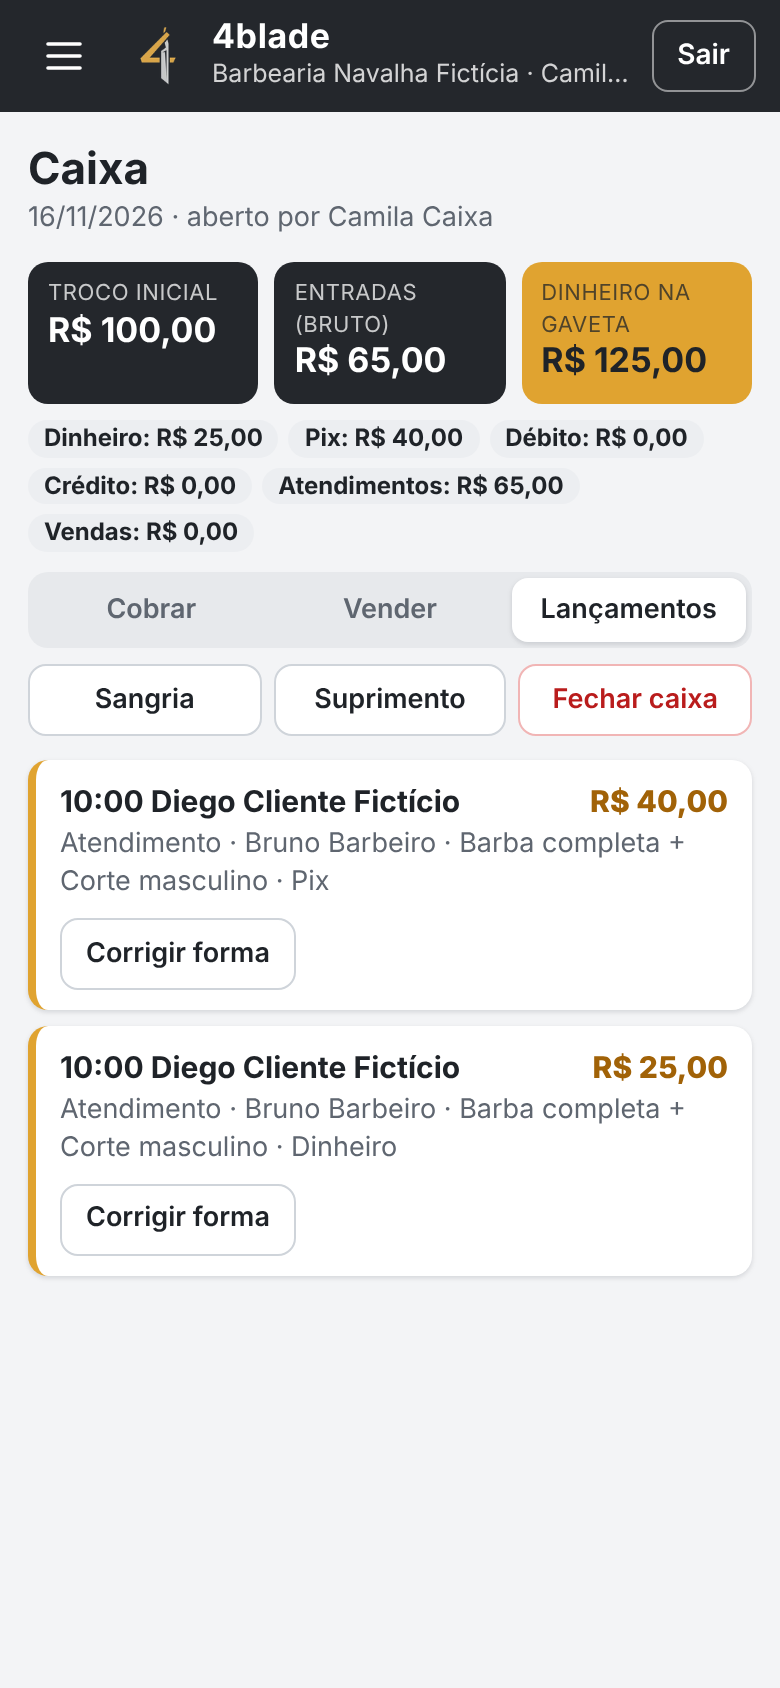 4blade
Barbearia Navalha Fictícia · Camil...
Sair
Caixa
16/11/2026 · aberto por Camila Caixa
TROCO INICIAL
R$ 100,00
ENTRADAS
(BRUTO)
R$ 65,00
DINHEIRO NA
GAVETA
R$ 125,00
Dinheiro: R$ 25,00
Pix: R$ 40,00
Débito: R$ 0,00
Crédito: R$ 0,00
Atendimentos: R$ 65,00
Vendas: R$ 0,00
Cobrar
Vender
Lançamentos
Sangria
Suprimento
Fechar caixa
10:00 Diego Cliente Fictício
R$ 40,00
Atendimento · Bruno Barbeiro · Barba completa +
Corte masculino · Pix
Corrigir forma
10:00 Diego Cliente Fictício
R$ 25,00
Atendimento · Bruno Barbeiro · Barba completa +
Corte masculino · Dinheiro
Corrigir forma